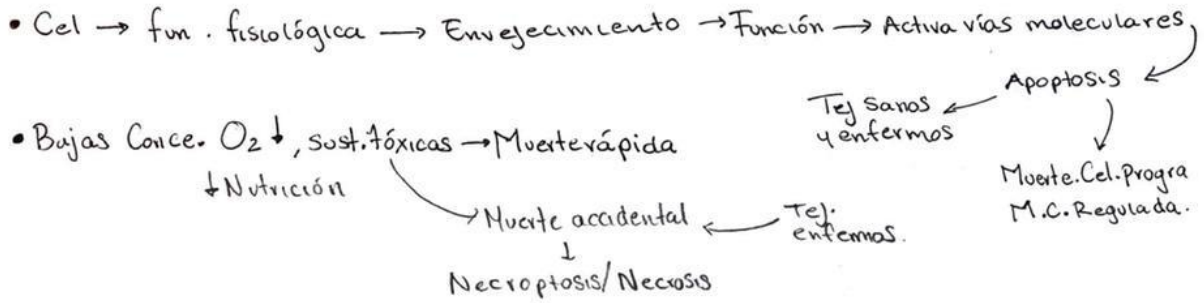 • Cel → fun. fisiológica → Envejecimiento → Función → Activa vías moleculares
Apoptosis
Tej sanos
y enfermos
Muerte.Cel.Progra
M.C.Regulada.
• Bajas Conce. O₂↓, sust.tóxicas → Muerte rápida
↓Nutrición
Muerte accidental
Tej.
enfermos.
↓
Necroptosis/Necrosis